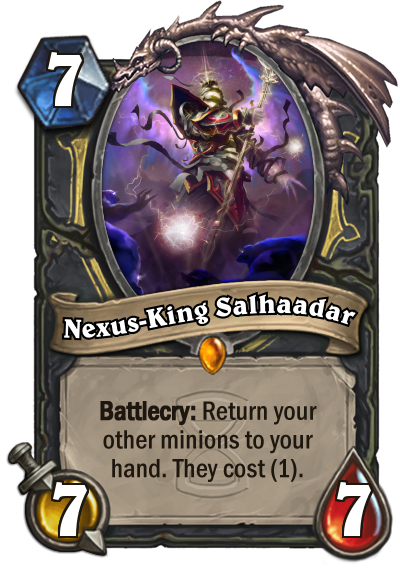 7
Nexus-King Salhaadar
Battlecry: Return your
other minions to your
hand. They cost (1).
7
7